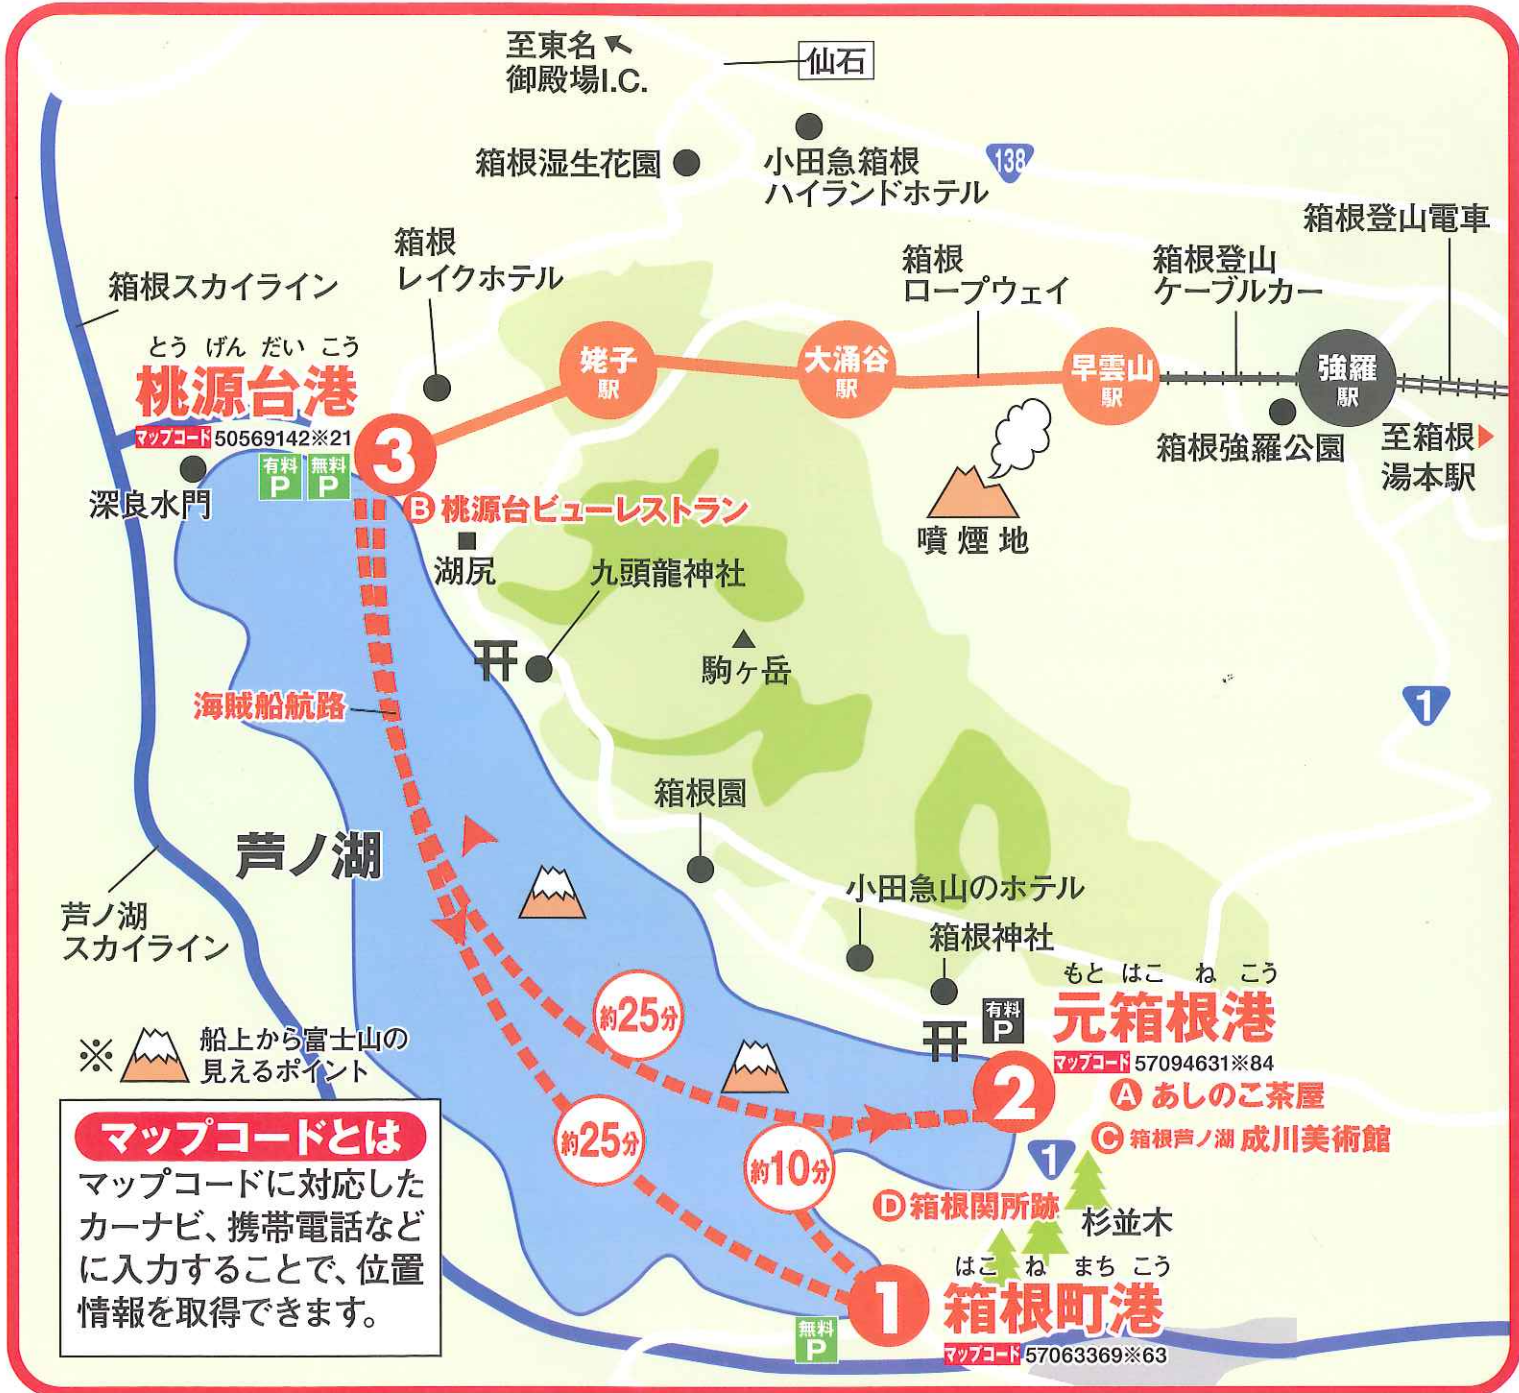 至東名
御殿場I.C.
仙石
箱根湿生花園
小田急箱根
ハイランドホテル
138
箱根登山電車
箱根
レイクホテル
箱根
ロープウェイ
箱根登山
ケーブルカー
箱根スカイライン
とう げん だい こう
桃源台港
マップコード 50569142※21
有料
P
無料
P
3
姥子
駅
大涌谷
駅
早雲山
駅
強羅
駅
箱根強羅公園
至箱根
湯本駅
深良水門
B 桃源台ビューレストラン
湖尻
九頭龍神社
噴煙地
駒ヶ岳
海賊船航路
1
箱根園
芦ノ湖
芦ノ湖
スカイライン
小田急山のホテル
箱根神社
もと はこ ね こう
元箱根港
マップコード 57094631※84
有料
P
2
約25分
約25分
約10分
A あしのこ茶屋
C 箱根芦ノ湖 成川美術館
1
D 箱根関所跡
杉並木
はこ ね まち こう
箱根町港
マップコード 57063369※63
1
無料
P
※
船上から富士山の
見えるポイント
マップコードとは
マップコードに対応した
カーナビ、携帯電話など
に入力することで、位置
情報を取得できます。